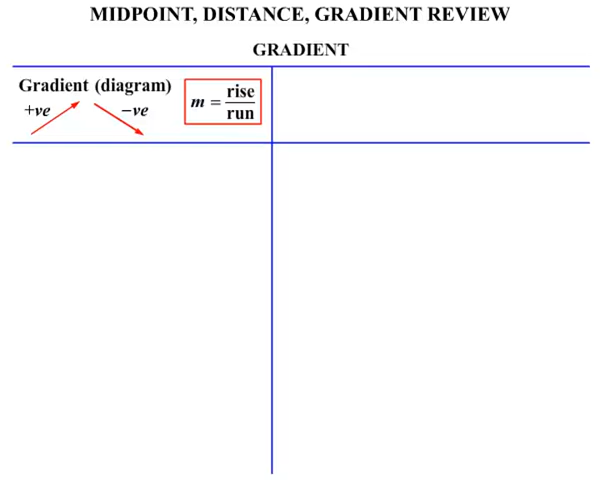 MIDPOINT, DISTANCE, GRADIENT REVIEW
GRADIENT
Gradient (diagram)
+ve −ve
m = rise/run